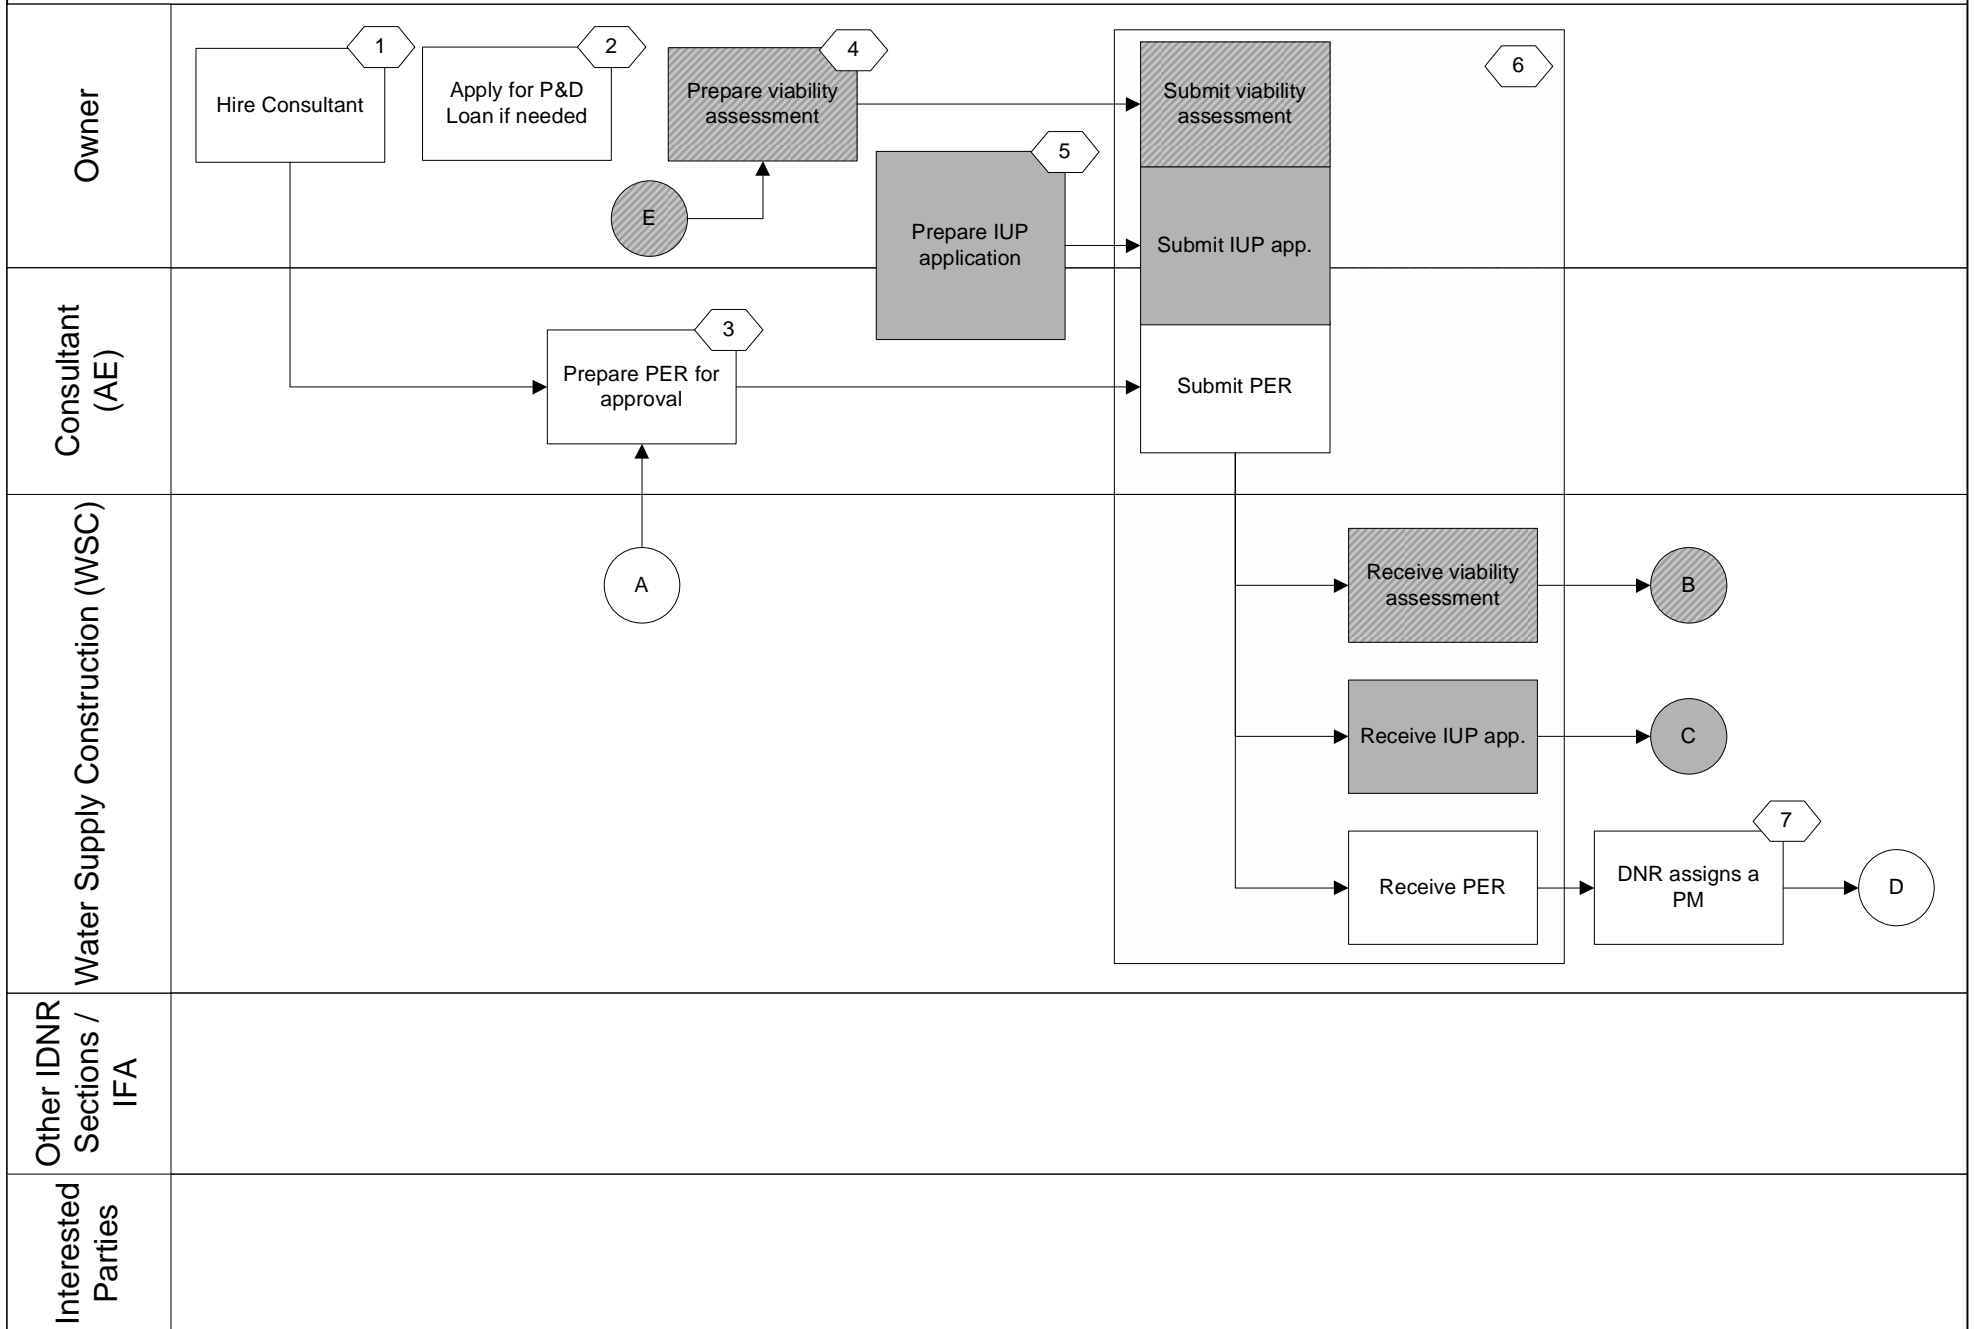 Owner
1
Hire Consultant
2
Apply for P&D
Loan if needed
4
Prepare viability
assessment
E
5
Prepare IUP
application
6
Submit viability
assessment
Submit IUP app.
Consultant
(AE)
3
Prepare PER for
approval
Submit PER
Water Supply Construction (WSC)
A
Receive viability
assessment
B
Receive IUP app.
C
Receive PER
7
DNR assigns a
PM
D
Other IDNR
Sections /
IFA
Interested
Parties